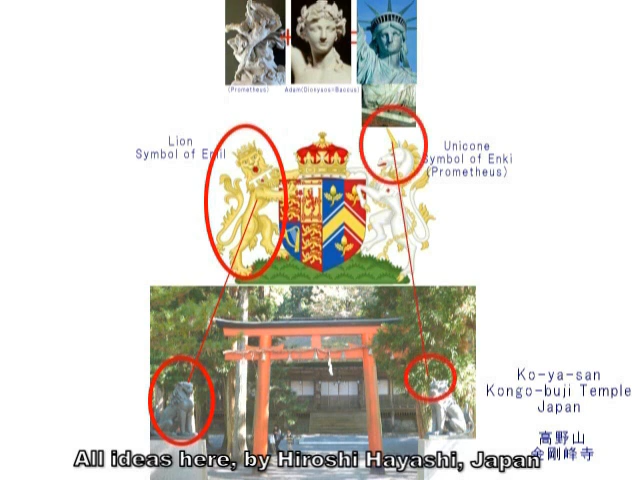 (Prometheus)
Adam(Dionysos=Baccus)
Lion
Symbol of Enlil
Unicone
Symbol of Enki
(Prometheus)
Ko-ya-san
Kongo-buji Temple
Japan
高野山
金剛峰寺
All ideas here, by Hiroshi Hayashi, Japan